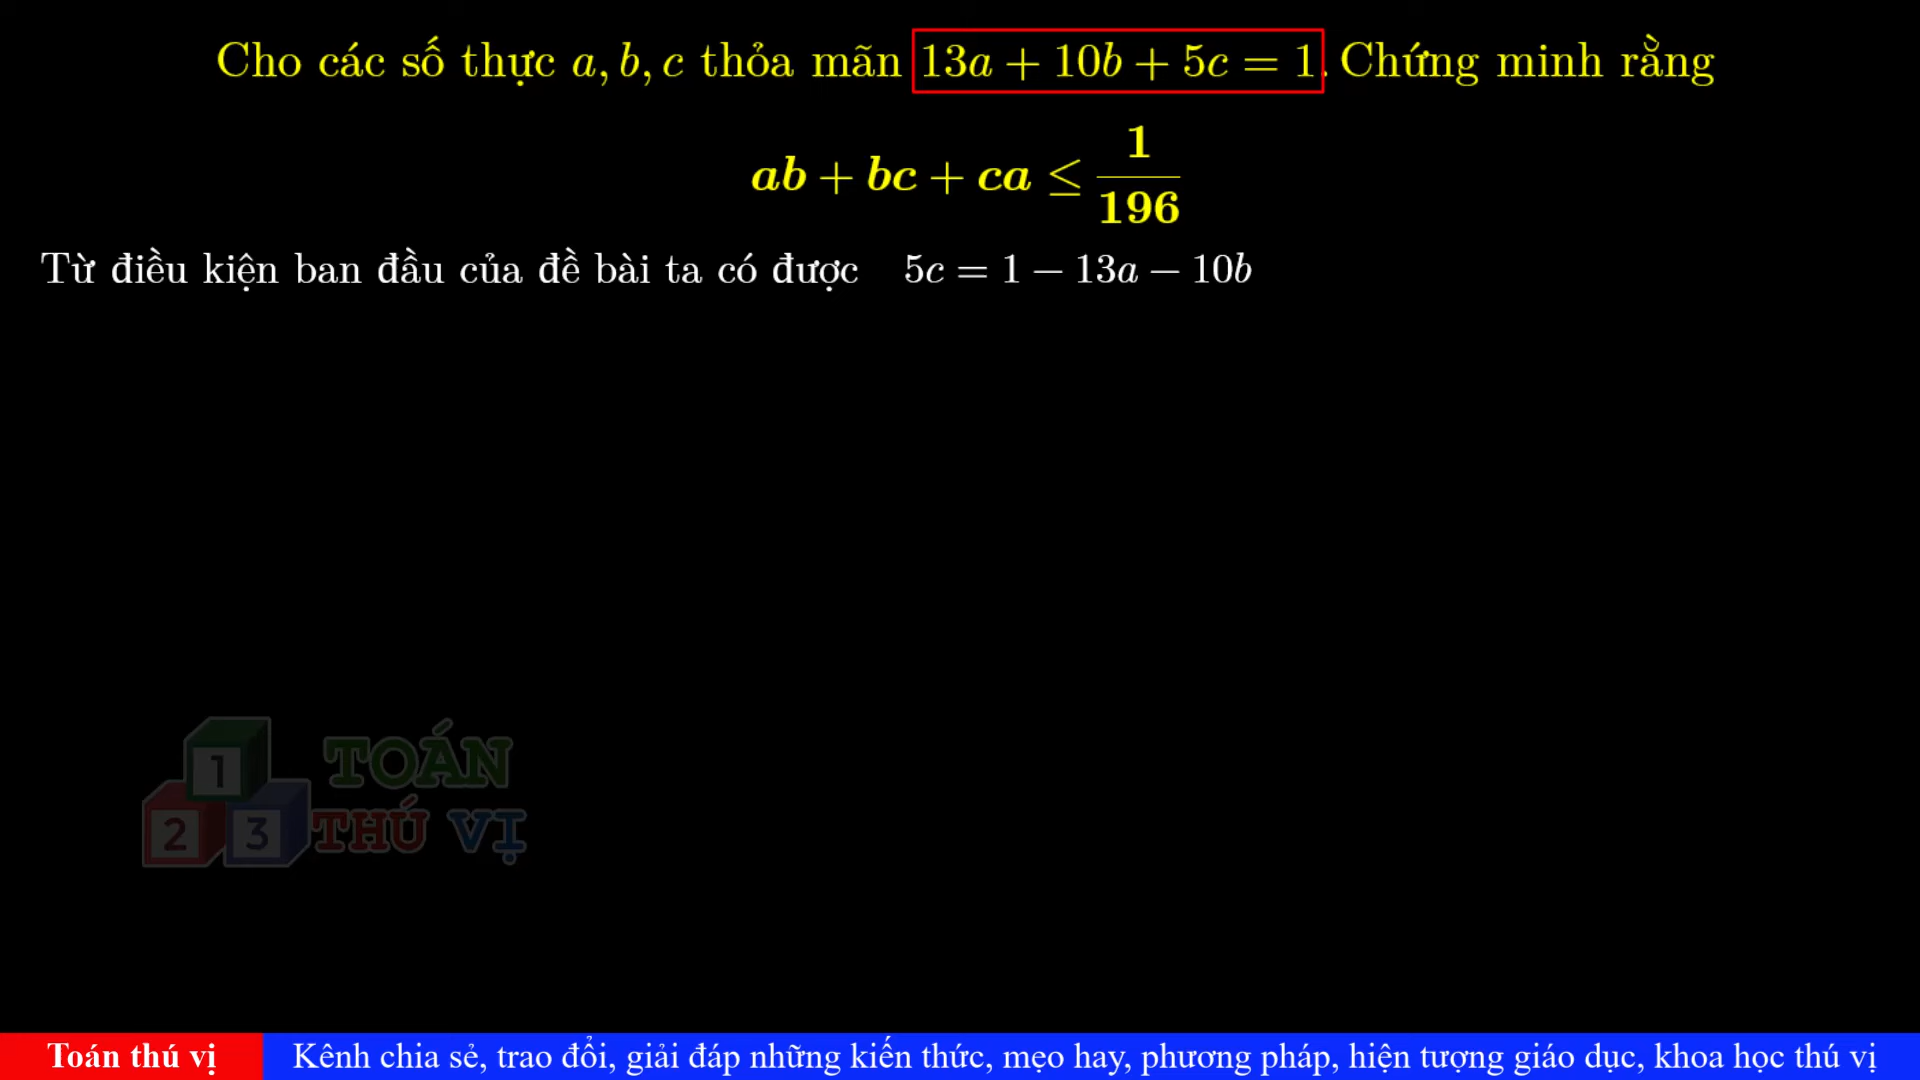 Cho các số thực a, b, c thỏa mãn 13a + 10b + 5c = 1. Chứng minh rằng
ab + bc + ca ≤ 1/196
Từ điều kiện ban đầu của đề bài ta có được 5c = 1 − 13a − 10b
1
2 3
TOÁN
THÚ VỊ
Toán thú vị
Kênh chia sẻ, trao đổi, giải đáp những kiến thức, mẹo hay, phương pháp, hiện tượng giáo dục, khoa học thú vị